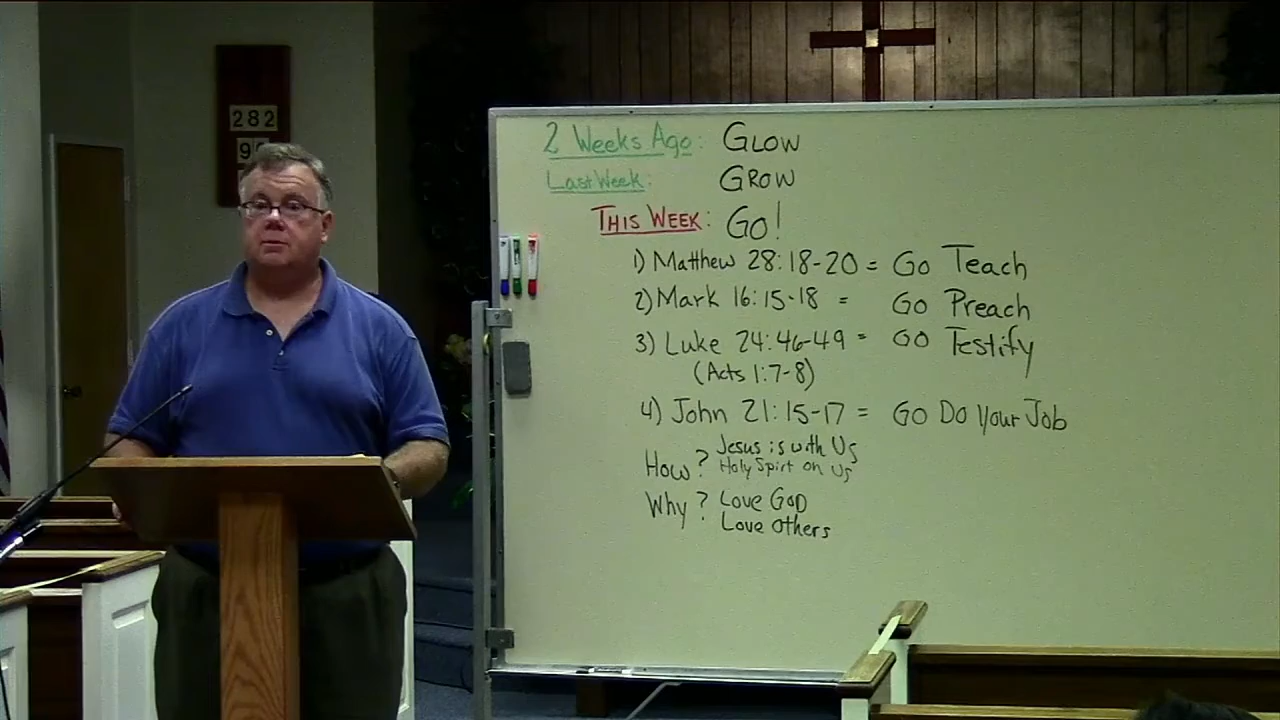 282
2 Weeks Ago: GLOW
Last Week: GROW
THIS WEEK: GO!
1) Matthew 28:18-20 = Go Teach
2) Mark 16:15-18 = Go Preach
3) Luke 24:46-49 = Go Testify
(Acts 1:7-8)
4) John 21:15-17 = Go Do Your Job
How? Jesus is with Us
Holy Spirt on Us
Why? Love God
Love Others